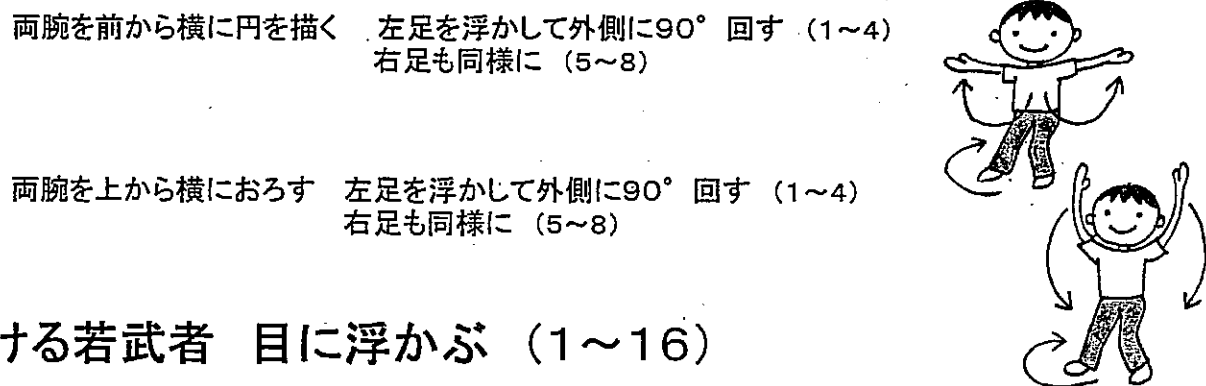 両腕を前から横に円を描く 左足を浮かして外側に90° 回す (1～4)
右足も同様に (5～8)
両腕を上から横におろす 左足を浮かして外側に90° 回す (1～4)
右足も同様に (5～8)
ける若武者 目に浮かぶ (1～16)